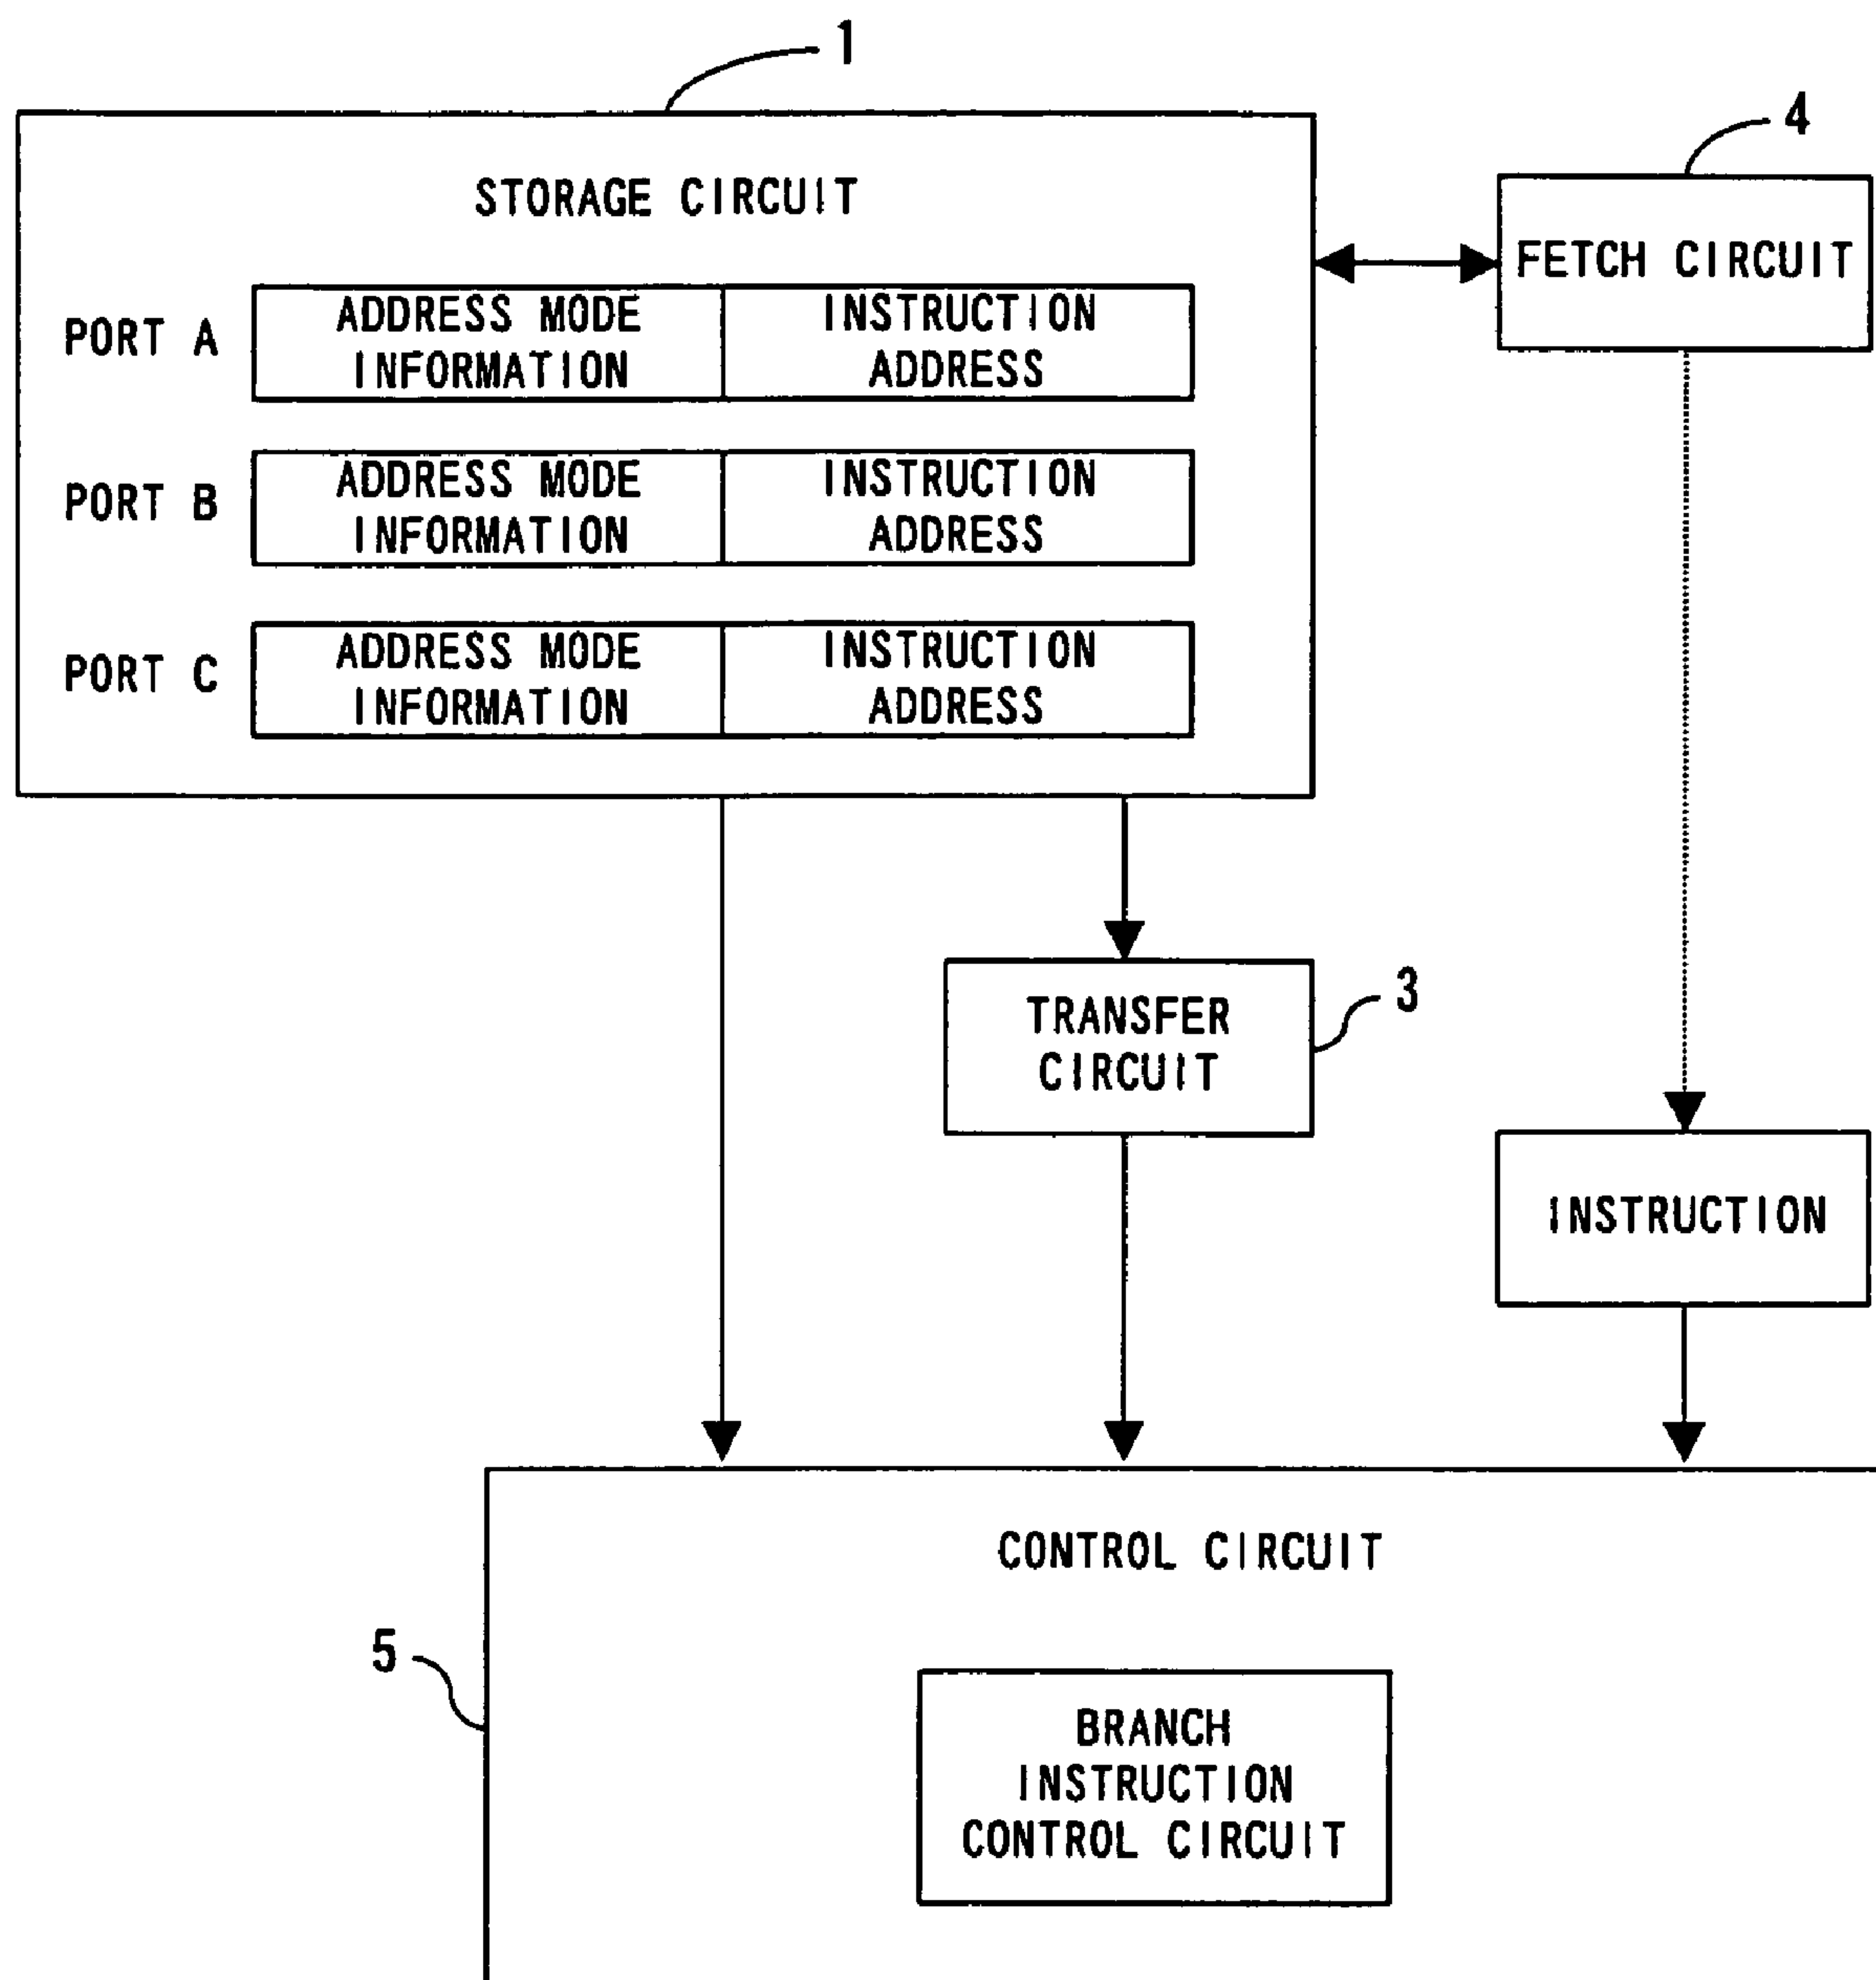 1
4
STORAGE CIRCUIT
FETCH CIRCUIT
PORT A
ADDRESS MODE
INFORMATION
INSTRUCTION
ADDRESS
PORT B
ADDRESS MODE
INFORMATION
INSTRUCTION
ADDRESS
PORT C
ADDRESS MODE
INFORMATION
INSTRUCTION
ADDRESS
TRANSFER
CIRCUIT
3
INSTRUCTION
CONTROL CIRCUIT
5
BRANCH
INSTRUCTION
CONTROL CIRCUIT